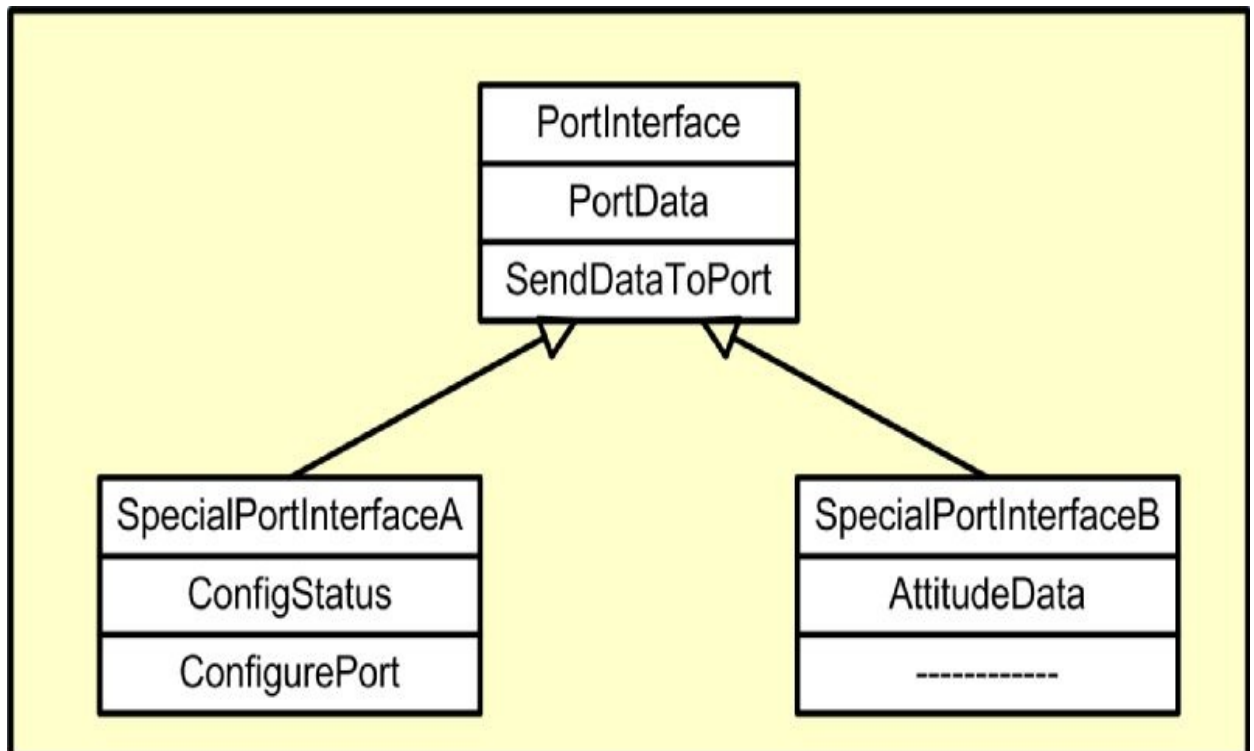 PortInterface
PortData
SendDataToPort
SpecialPortInterfaceA
ConfigStatus
ConfigurePort
SpecialPortInterfaceB
AttitudeData
------------